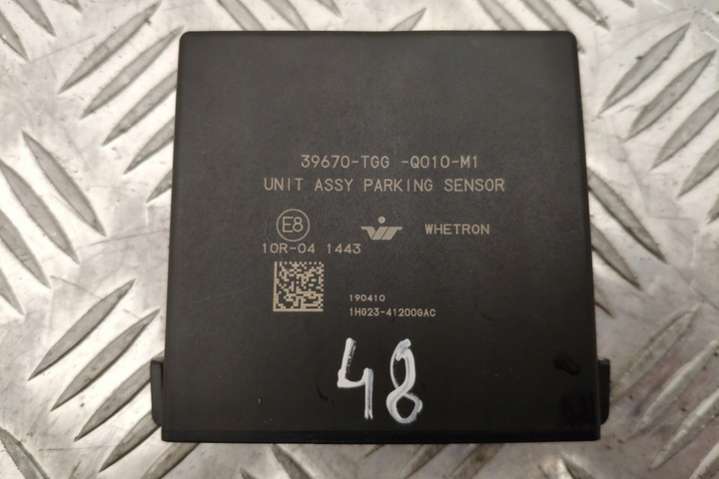 39670-TGG -Q010-M1
UNIT ASSY PARKING SENSOR
E8 WHETRON
10R-04 1443
190410
1H023-41200GAC
48